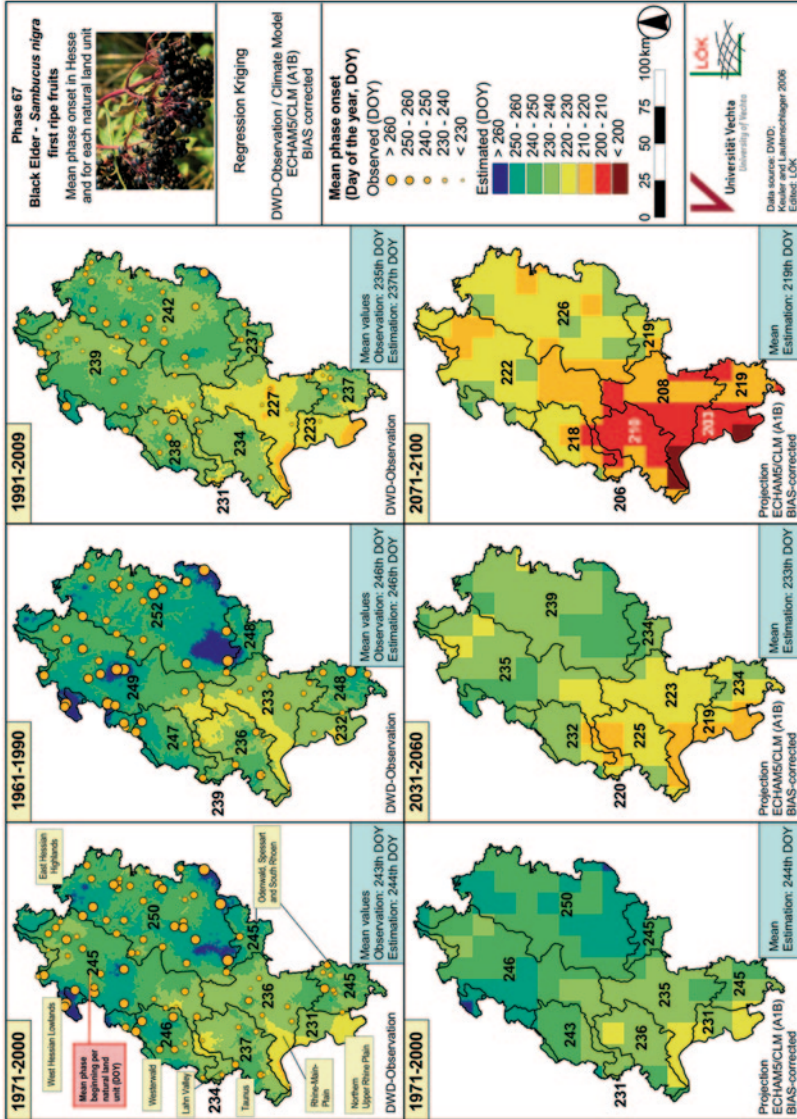 1971-2000
East Hessian
Highlands
West Hessian Lowlands
Mean phase
beginning per
natural land
unit (DOY)
Westerwald
Lahn Valley
Taunus
Rhine-Main-
Plain
Northern
Upper Rhine Plain
Odenwald, Spessart
and South Rhoen
245
250
246
234
237
236
245
231
245
DWD-Observation
Mean values
Observation: 243th DOY
Estimation: 244th DOY
1961-1990
249
252
247
239
236
233
248
232
248
DWD-Observation
Mean values
Observation: 246th DOY
Estimation: 246th DOY
1991-2009
239
242
238
231
234
227
237
223
237
DWD-Observation
Mean values
Observation: 235th DOY
Estimation: 237th DOY
Phase 67
Black Elder - Sambucus nigra
first ripe fruits
Mean phase onset in Hesse
and for each natural land unit
Regression Kriging
DWD-Observation / Climate Model
ECHAM5/CLM (A1B)
BIAS corrected
Mean phase onset
(Day of the year, DOY)
Observed (DOY)
> 260
250 - 260
240 - 250
230 - 240
< 230
Estimated (DOY)
> 260
250 - 260
240 - 250
230 - 240
220 - 230
210 - 220
200 - 210
< 200
0 25 50 75 100 km
Universität Vechta
University of Vechta
LÖK
Data source: DWD;
Keuler and Lautenschlager 2006
Edited: LÖK
246
250
243
231
236
235
245
231
245
Projection
ECHAM5/CLM (A1B)
BIAS-corrected
Mean
Estimation: 244th DOY
2031-2060
235
239
232
220
225
223
234
219
234
Projection
ECHAM5/CLM (A1B)
BIAS-corrected
Mean
Estimation: 233th DOY
2071-2100
222
226
218
206
210
208
219
203
219
Projection
ECHAM5/CLM (A1B)
BIAS-corrected
Mean
Estimation: 219th DOY